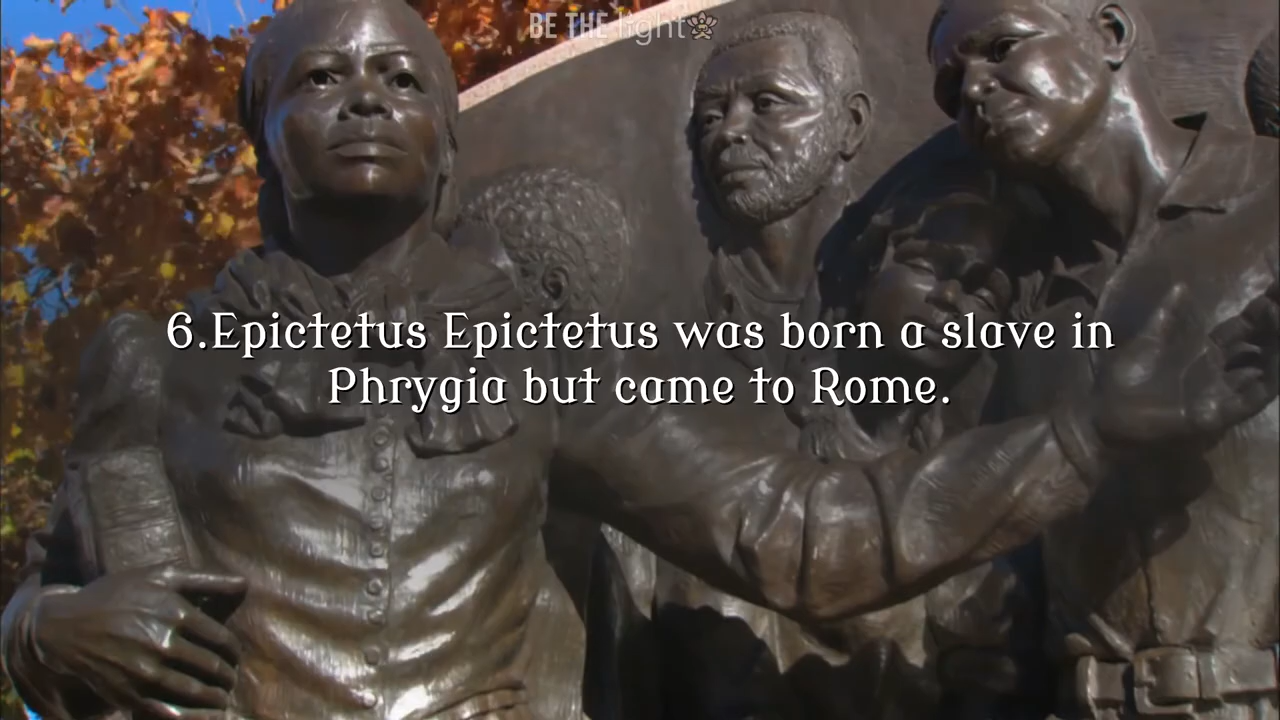 BE THE light
6.Epictetus Epictetus was born a slave in
Phrygia but came to Rome.